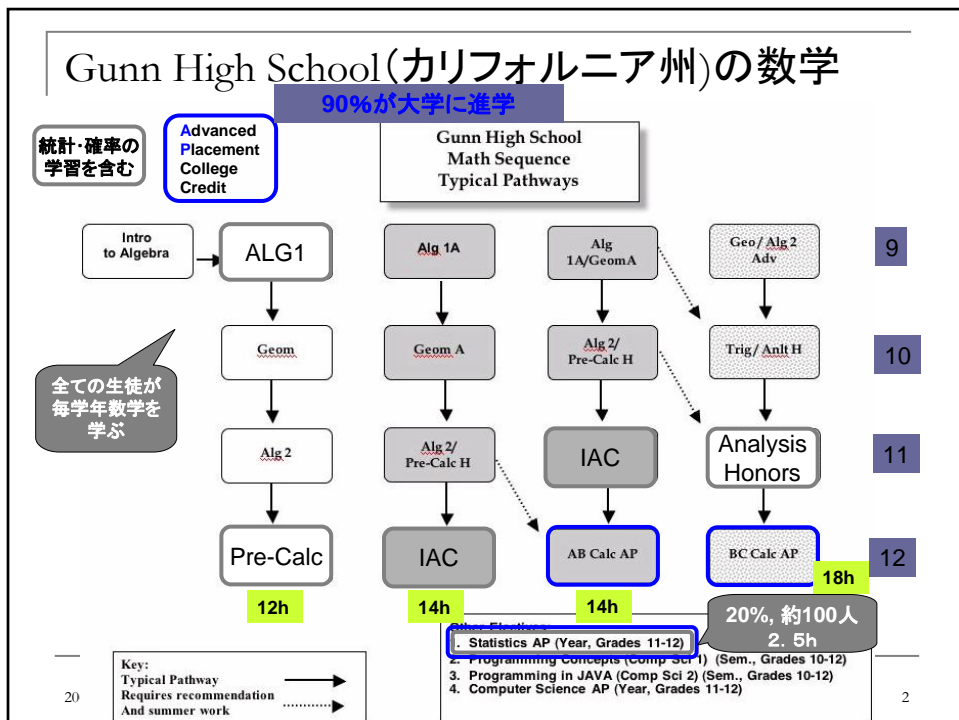 Gunn High School(カリフォルニア州)の数学
90%が大学に進学
統計・確率の
学習を含む
Advanced
Placement
College
Credit
Gunn High School
Math Sequence
Typical Pathways
Intro
to Algebra
ALG1
Alg 1A
Alg
1A/GeomA
Geo/Alg 2
Adv
9
Geom
Geom A
Alg 2/
Pre-Calc H
Trig/Anlt H
10
全ての生徒が
毎学年数学を
学ぶ
Alg 2
Alg 2/
Pre-Calc H
IAC
Analysis
Honors
11
Pre-Calc
IAC
AB Calc AP
BC Calc AP
12
12h
14h
14h
18h
20%, 約100人
2.5h
Other Electives:
1. Statistics AP (Year, Grades 11-12)
2. Programming Concepts (Comp Sci 1) (Sem., Grades 10-12)
3. Programming in JAVA (Comp Sci 2) (Sem., Grades 10-12)
4. Computer Science AP (Year, Grades 11-12)
Key:
Typical Pathway
Requires recommendation
And summer work
20
2